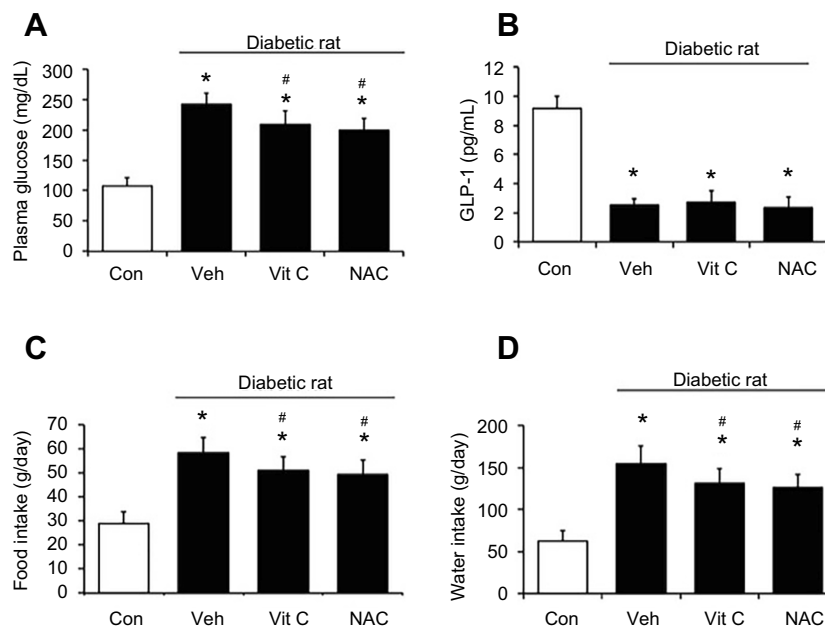 A
Diabetic rat
Plasma glucose (mg/dL)
300
250
200
150
100
50
0
*
#
*
#
*
Con Veh Vit C NAC
B
Diabetic rat
GLP-1 (pg/mL)
12
10
8
6
4
2
0
* * *
Con Veh Vit C NAC
C
Diabetic rat
Food intake (g/day)
70
60
50
40
30
20
10
0
*
#
*
#
*
Con Veh Vit C NAC
D
Diabetic rat
Water intake (g/day)
200
150
100
50
0
*
#
*
#
*
Con Veh Vit C NAC